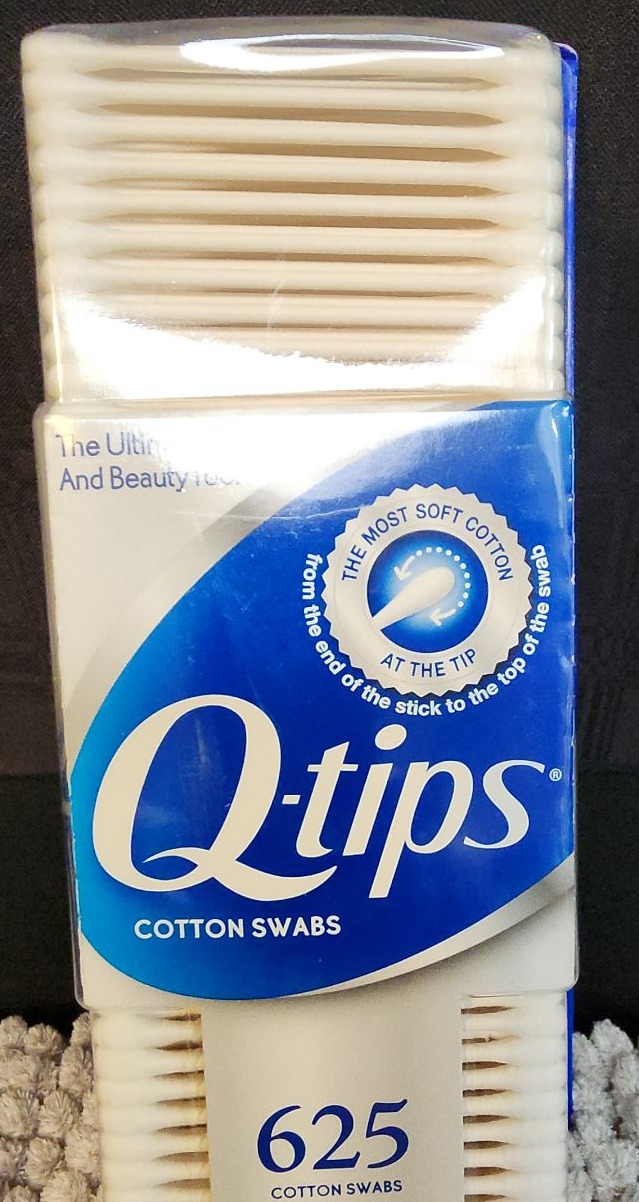 The
And Beauty
THE MOST SOFT COTTON
AT THE TIP
from the end of the stick to the top of the swab
Q-tips®
COTTON SWABS
625
COTTON SWABS